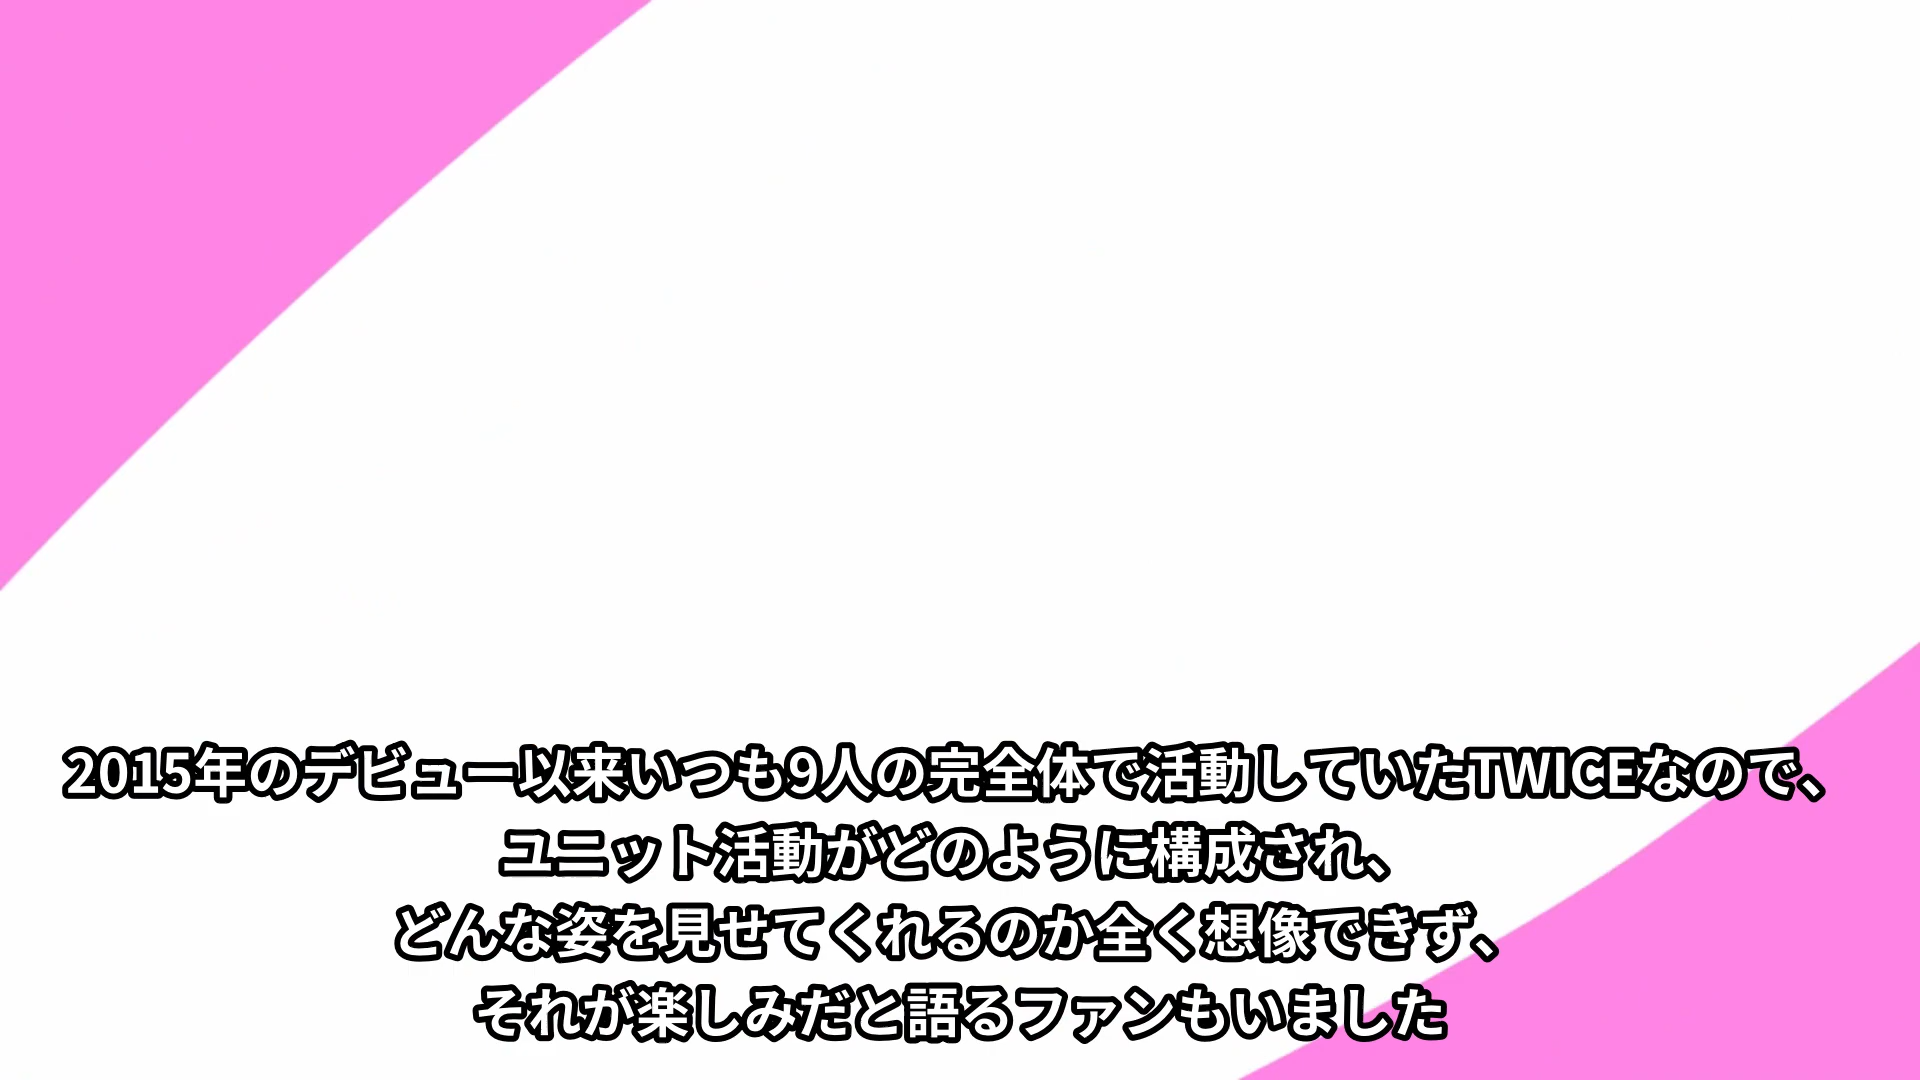 2015年のデビュー以来いつも9人の完全体で活動していたTWICEなので、
ユニット活動がどのように構成され、
どんな姿を見せてくれるのか全く想像できず、
それが楽しみだと語るファンもいました